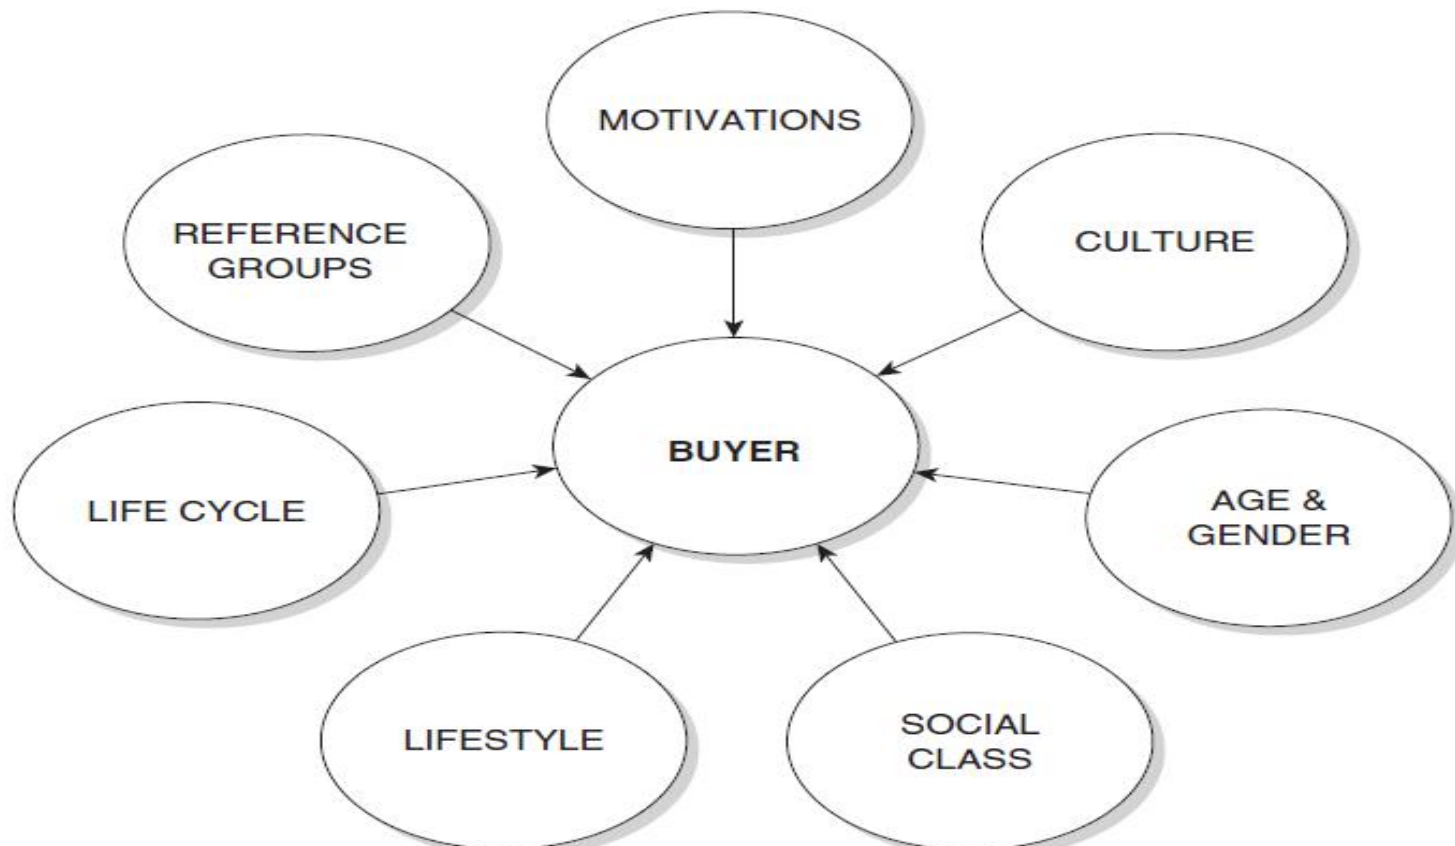 MOTIVATIONS
REFERENCE
GROUPS
CULTURE
BUYER
LIFE CYCLE
AGE &
GENDER
LIFESTYLE
SOCIAL
CLASS